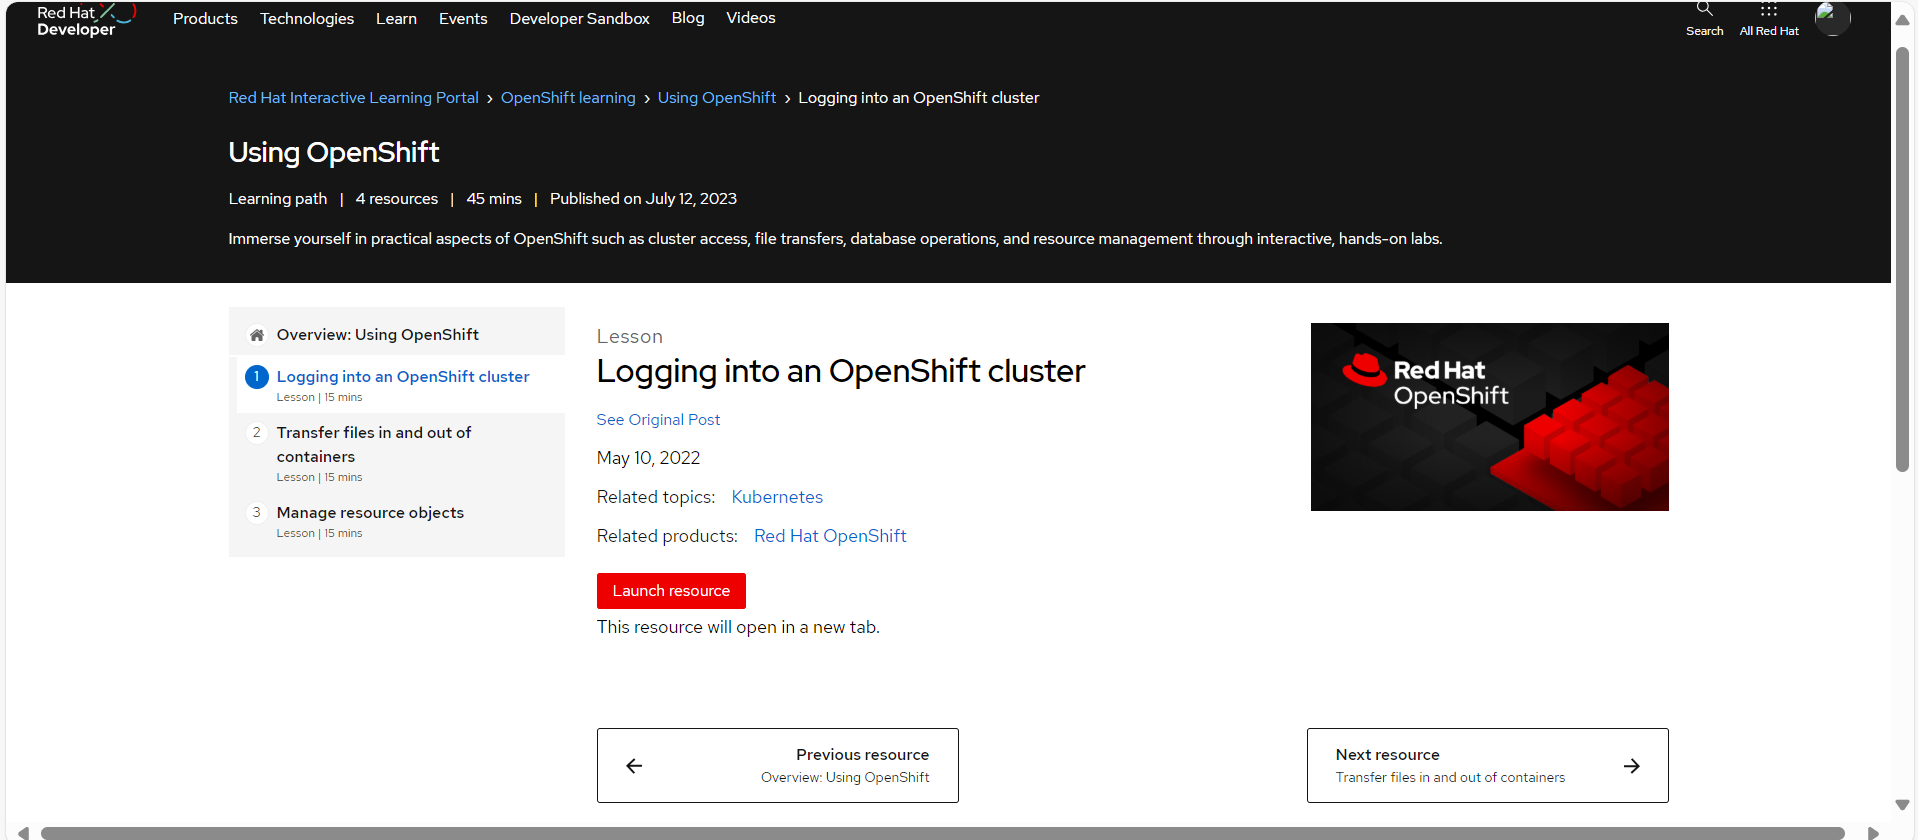 Red Hat
Developer
Products Technologies Learn Events Developer Sandbox Blog Videos
Search
All Red Hat
Red Hat Interactive Learning Portal › OpenShift learning › Using OpenShift › Logging into an OpenShift cluster
Using OpenShift
Learning path | 4 resources | 45 mins | Published on July 12, 2023
Immerse yourself in practical aspects of OpenShift such as cluster access, file transfers, database operations, and resource management through interactive, hands-on labs.
Overview: Using OpenShift
1 Logging into an OpenShift cluster
Lesson | 15 mins
2 Transfer files in and out of
containers
Lesson | 15 mins
3 Manage resource objects
Lesson | 15 mins
Lesson
Logging into an OpenShift cluster
See Original Post
May 10, 2022
Related topics: Kubernetes
Related products: Red Hat OpenShift
Launch resource
This resource will open in a new tab.
Red Hat
OpenShift
Previous resource
Overview: Using OpenShift
Next resource
Transfer files in and out of containers